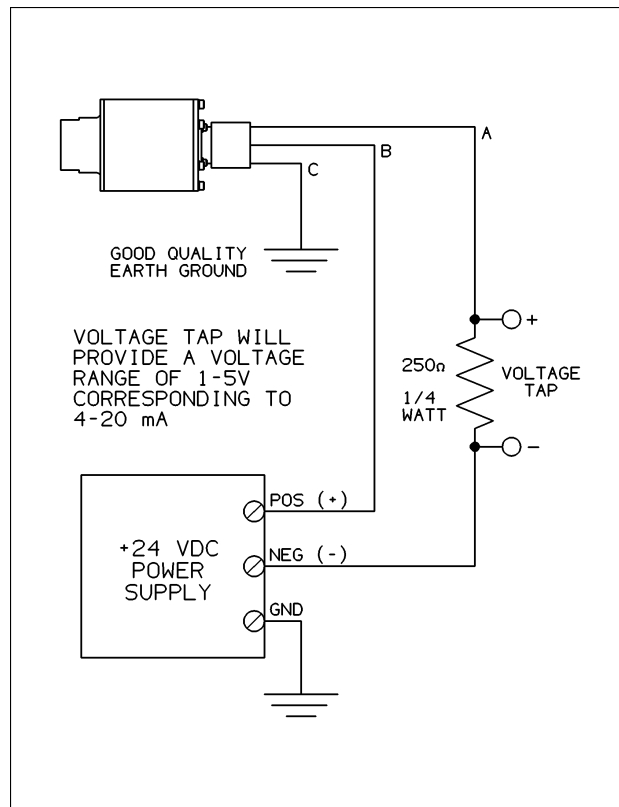 A
B
C
GOOD QUALITY
EARTH GROUND
VOLTAGE TAP WILL
PROVIDE A VOLTAGE
RANGE OF 1-5V
CORRESPONDING TO
4-20 mA
+
250Ω
1/4
WATT
VOLTAGE
TAP
-
POS (+)
+24 VDC
POWER
SUPPLY
NEG (-)
GND